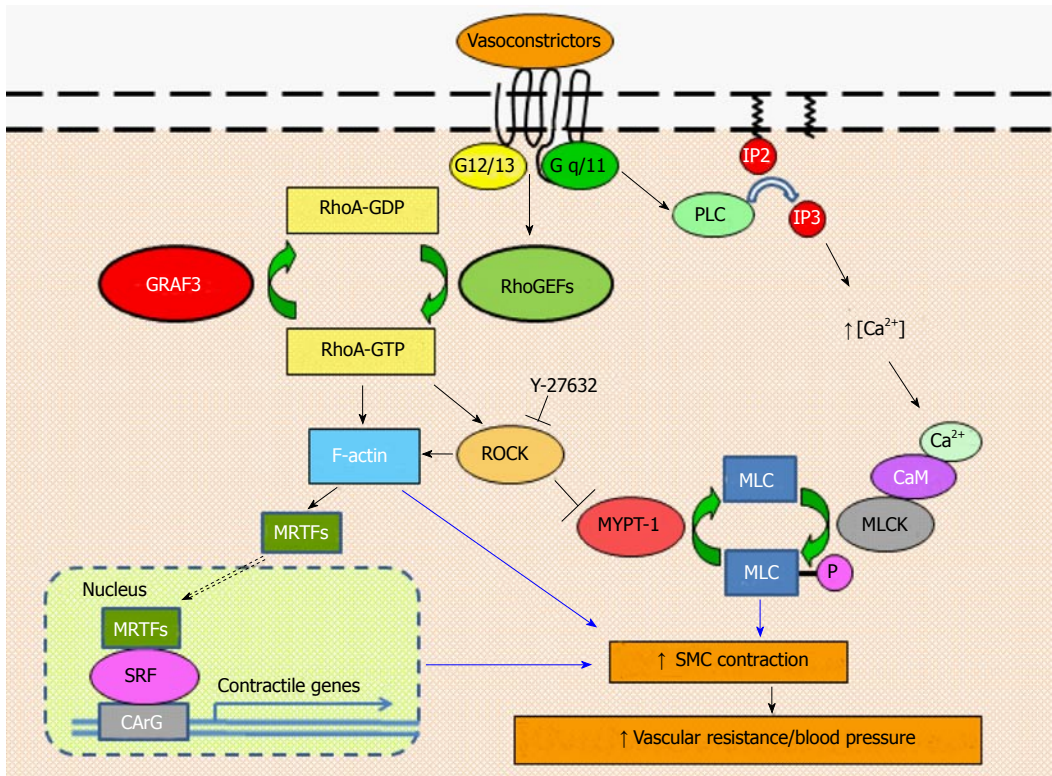 Vasoconstrictors
G12/13
G q/11
IP2
PLC
IP3
RhoA-GDP
GRAF3
RhoGEFs
↑ [Ca²⁺]
RhoA-GTP
Y-27632
F-actin
ROCK
Ca²⁺
CaM
MLC
MLCK
MYPT-1
MRTFs
MLC
P
Nucleus
MRTFs
SRF
Contractile genes
CArG
↑ SMC contraction
↑ Vascular resistance/blood pressure